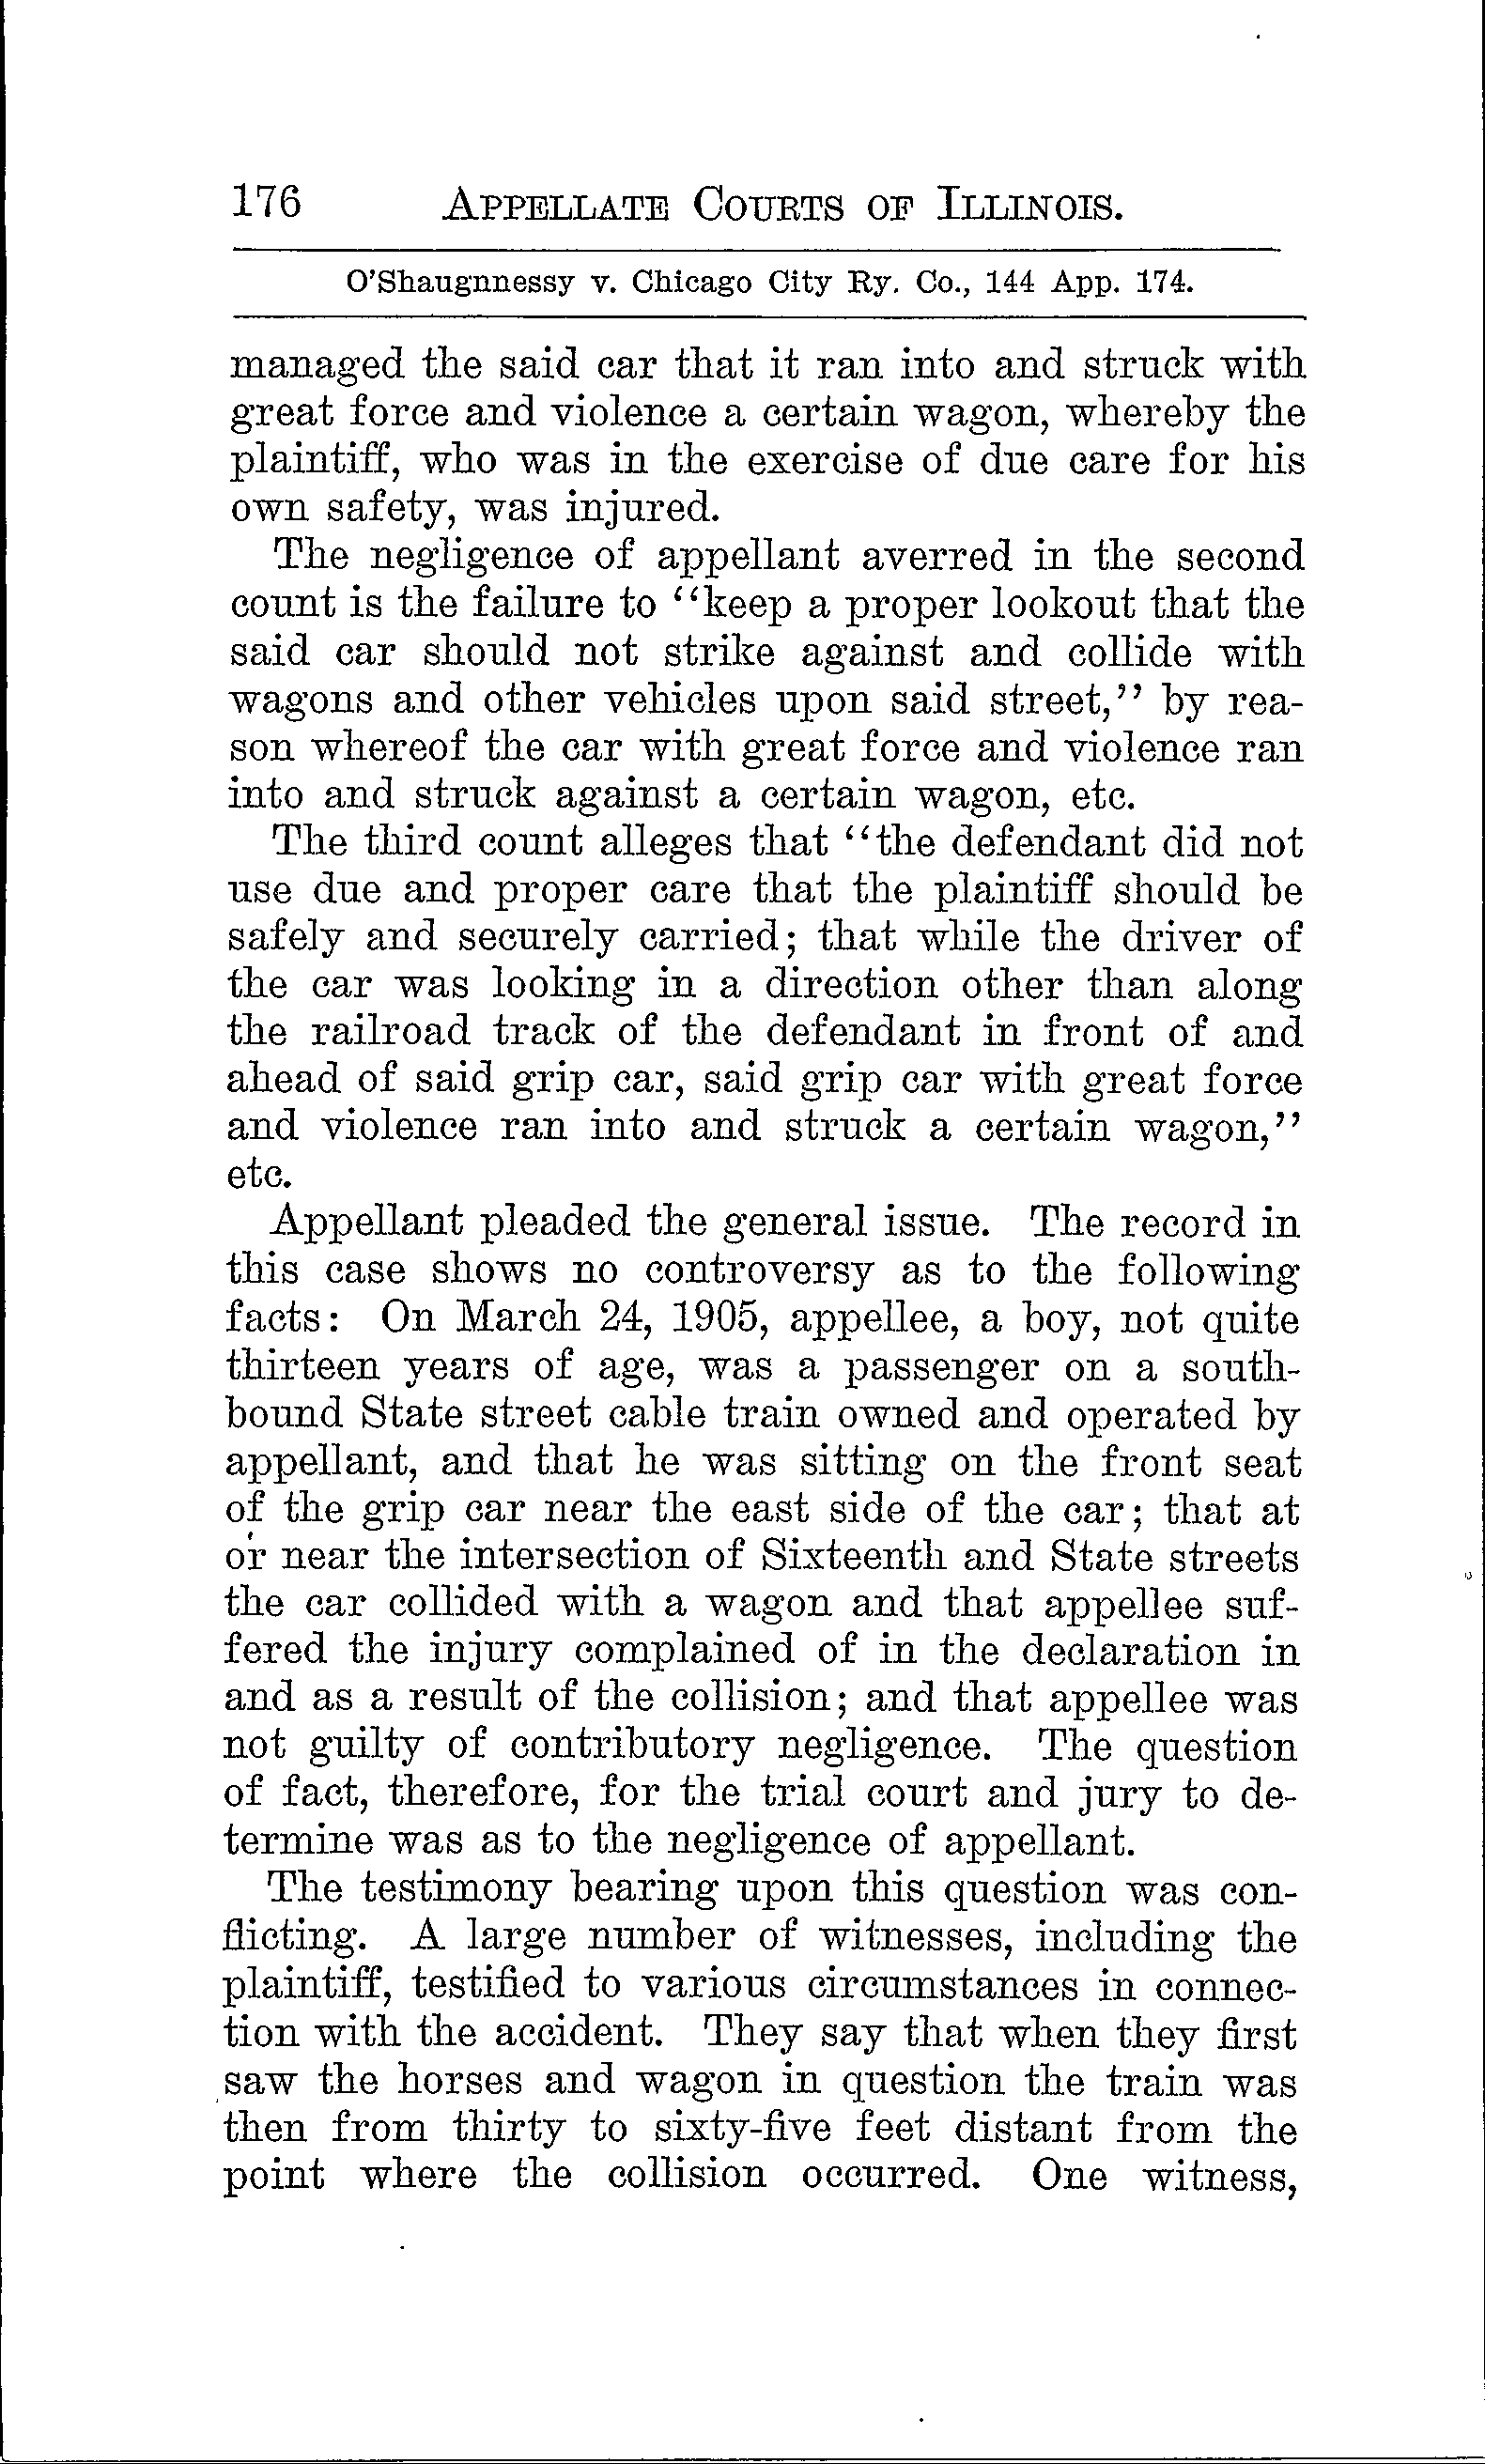 176 APPELLATE COURTS OF ILLINOIS.
O'Shaugnnessy v. Chicago City Ry. Co., 144 App. 174.
managed the said car that it ran into and struck with
great force and violence a certain wagon, whereby the
plaintiff, who was in the exercise of due care for his
own safety, was injured.
The negligence of appellant averred in the second
count is the failure to “keep a proper lookout that the
said car should not strike against and collide with
wagons and other vehicles upon said street,” by rea-
son whereof the car with great force and violence ran
into and struck against a certain wagon, etc.
The third count alleges that “the defendant did not
use due and proper care that the plaintiff should be
safely and securely carried; that while the driver of
the car was looking in a direction other than along
the railroad track of the defendant in front of and
ahead of said grip car, said grip car with great force
and violence ran into and struck a certain wagon,”
etc.
Appellant pleaded the general issue. The record in
this case shows no controversy as to the following
facts: On March 24, 1905, appellee, a boy, not quite
thirteen years of age, was a passenger on a south-
bound State street cable train owned and operated by
appellant, and that he was sitting on the front seat
of the grip car near the east side of the car; that at
or near the intersection of Sixteenth and State streets
the car collided with a wagon and that appellee suf-
fered the injury complained of in the declaration in
and as a result of the collision; and that appellee was
not guilty of contributory negligence. The question
of fact, therefore, for the trial court and jury to de-
termine was as to the negligence of appellant.
The testimony bearing upon this question was con-
flicting. A large number of witnesses, including the
plaintiff, testified to various circumstances in connec-
tion with the accident. They say that when they first
saw the horses and wagon in question the train was
then from thirty to sixty-five feet distant from the
point where the collision occurred. One witness,